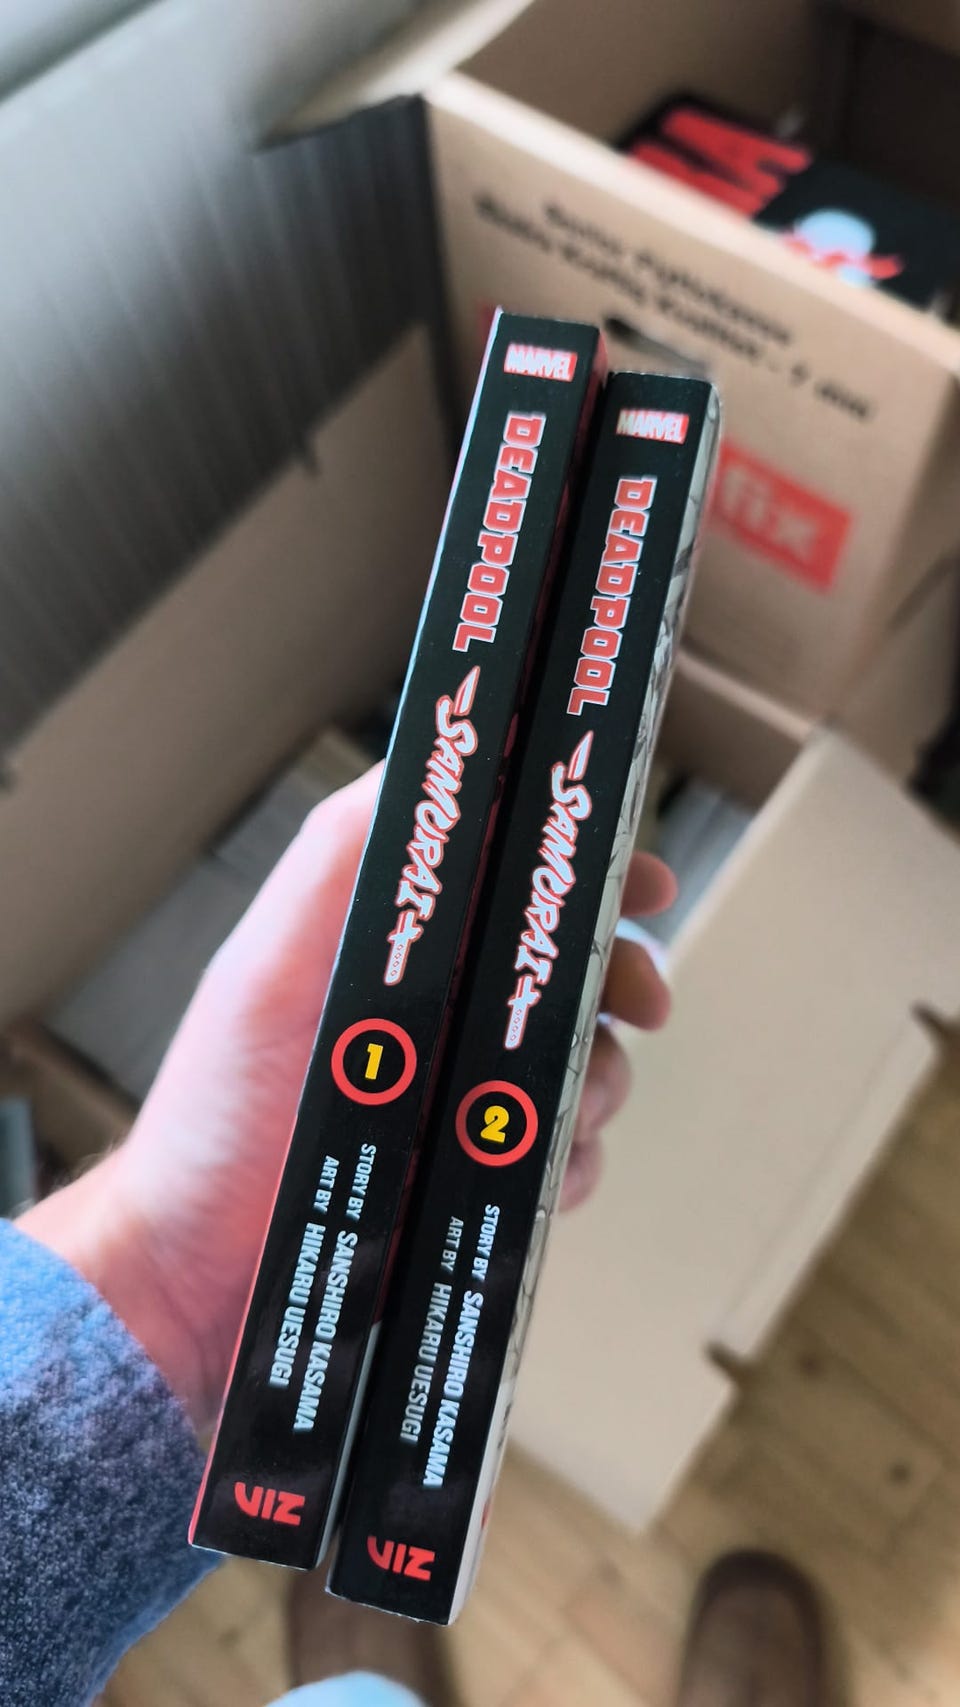 MARVEL
DEADPOOL
SAMURAI
1
STORY BY SANSHIRO KASAMA
ART BY HIKARU UESUGI
VIZ
MARVEL
DEADPOOL
SAMURAI
2
STORY BY SANSHIRO KASAMA
ART BY HIKARU UESUGI
VIZ
fix